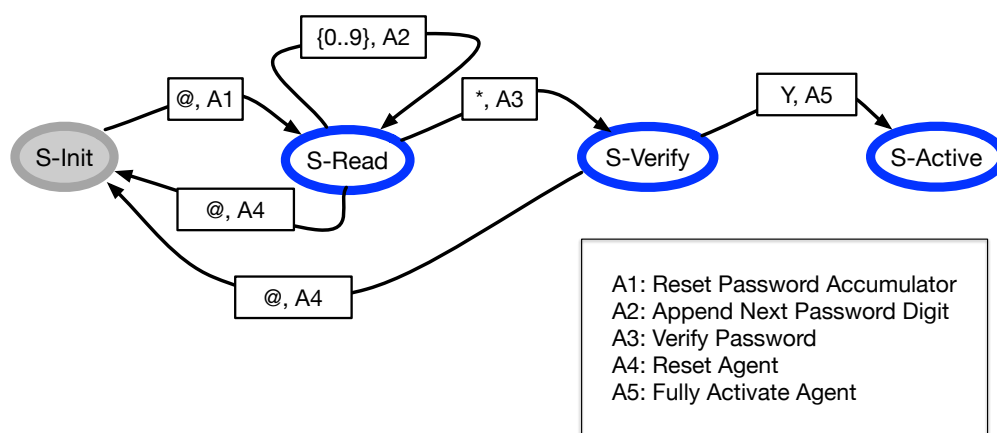 {0..9}, A2
@, A1
*, A3
Y, A5
S-Init
S-Read
S-Verify
S-Active
@, A4
@, A4
A1: Reset Password Accumulator
A2: Append Next Password Digit
A3: Verify Password
A4: Reset Agent
A5: Fully Activate Agent